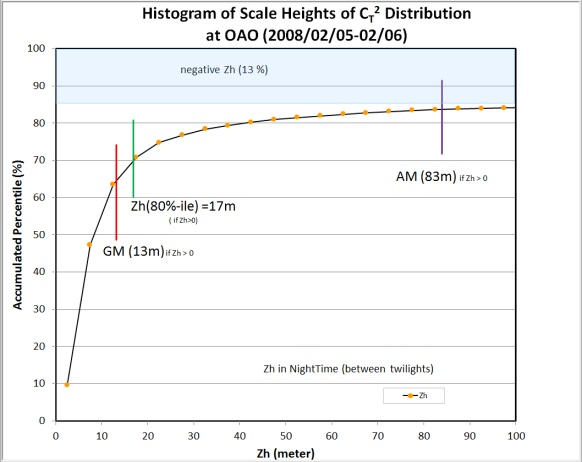 Histogram of Scale Heights of C_T² Distribution
at OAO (2008/02/05-02/06)
100
90
80
70
60
50
40
30
20
10
0
Accumulated Percentile (%)
negative Zh (13 %)
AM (83m) if Zh > 0
Zh(80%-ile) =17m
( if Zh>0)
GM (13m) if Zh > 0
Zh in NightTime (between twilights)
Zh
0 10 20 30 40 50 60 70 80 90 100
Zh (meter)